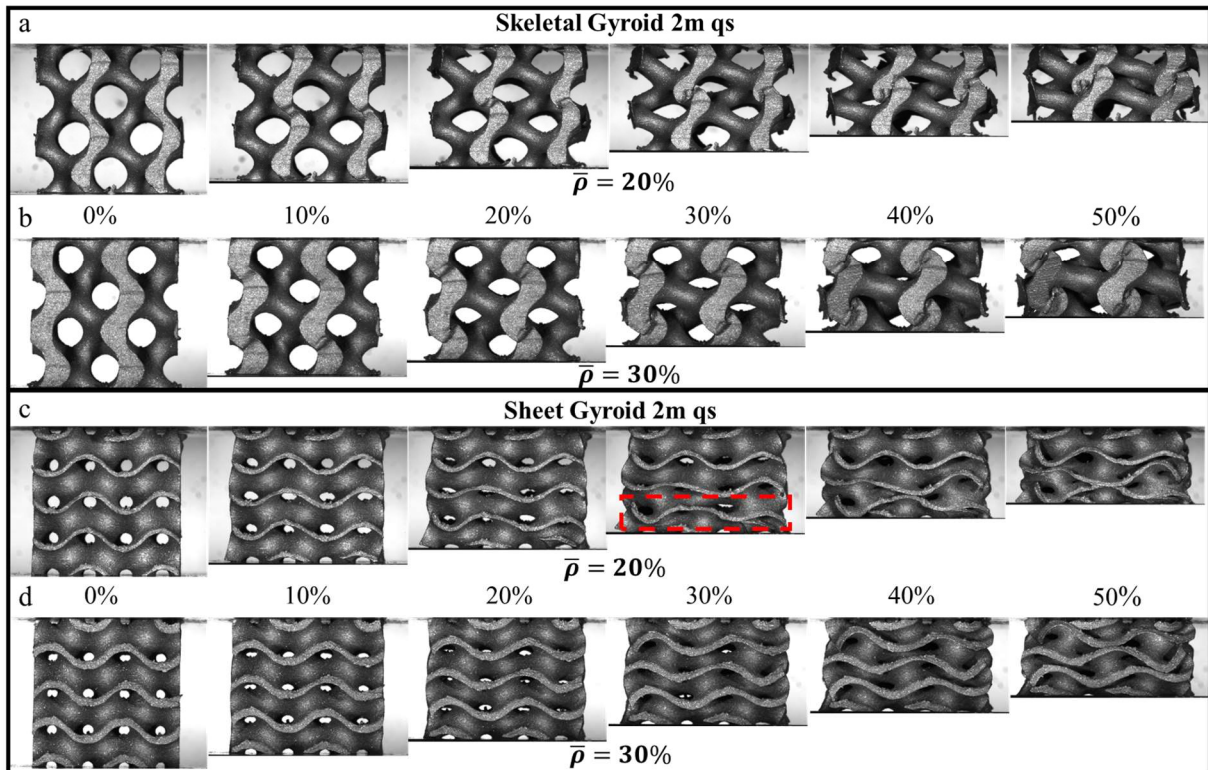 a
Skeletal Gyroid 2m qs
ρ̅ = 20%
b
0% 10% 20% 30% 40% 50%
ρ̅ = 30%
c
Sheet Gyroid 2m qs
ρ̅ = 20%
d
0% 10% 20% 30% 40% 50%
ρ̅ = 30%